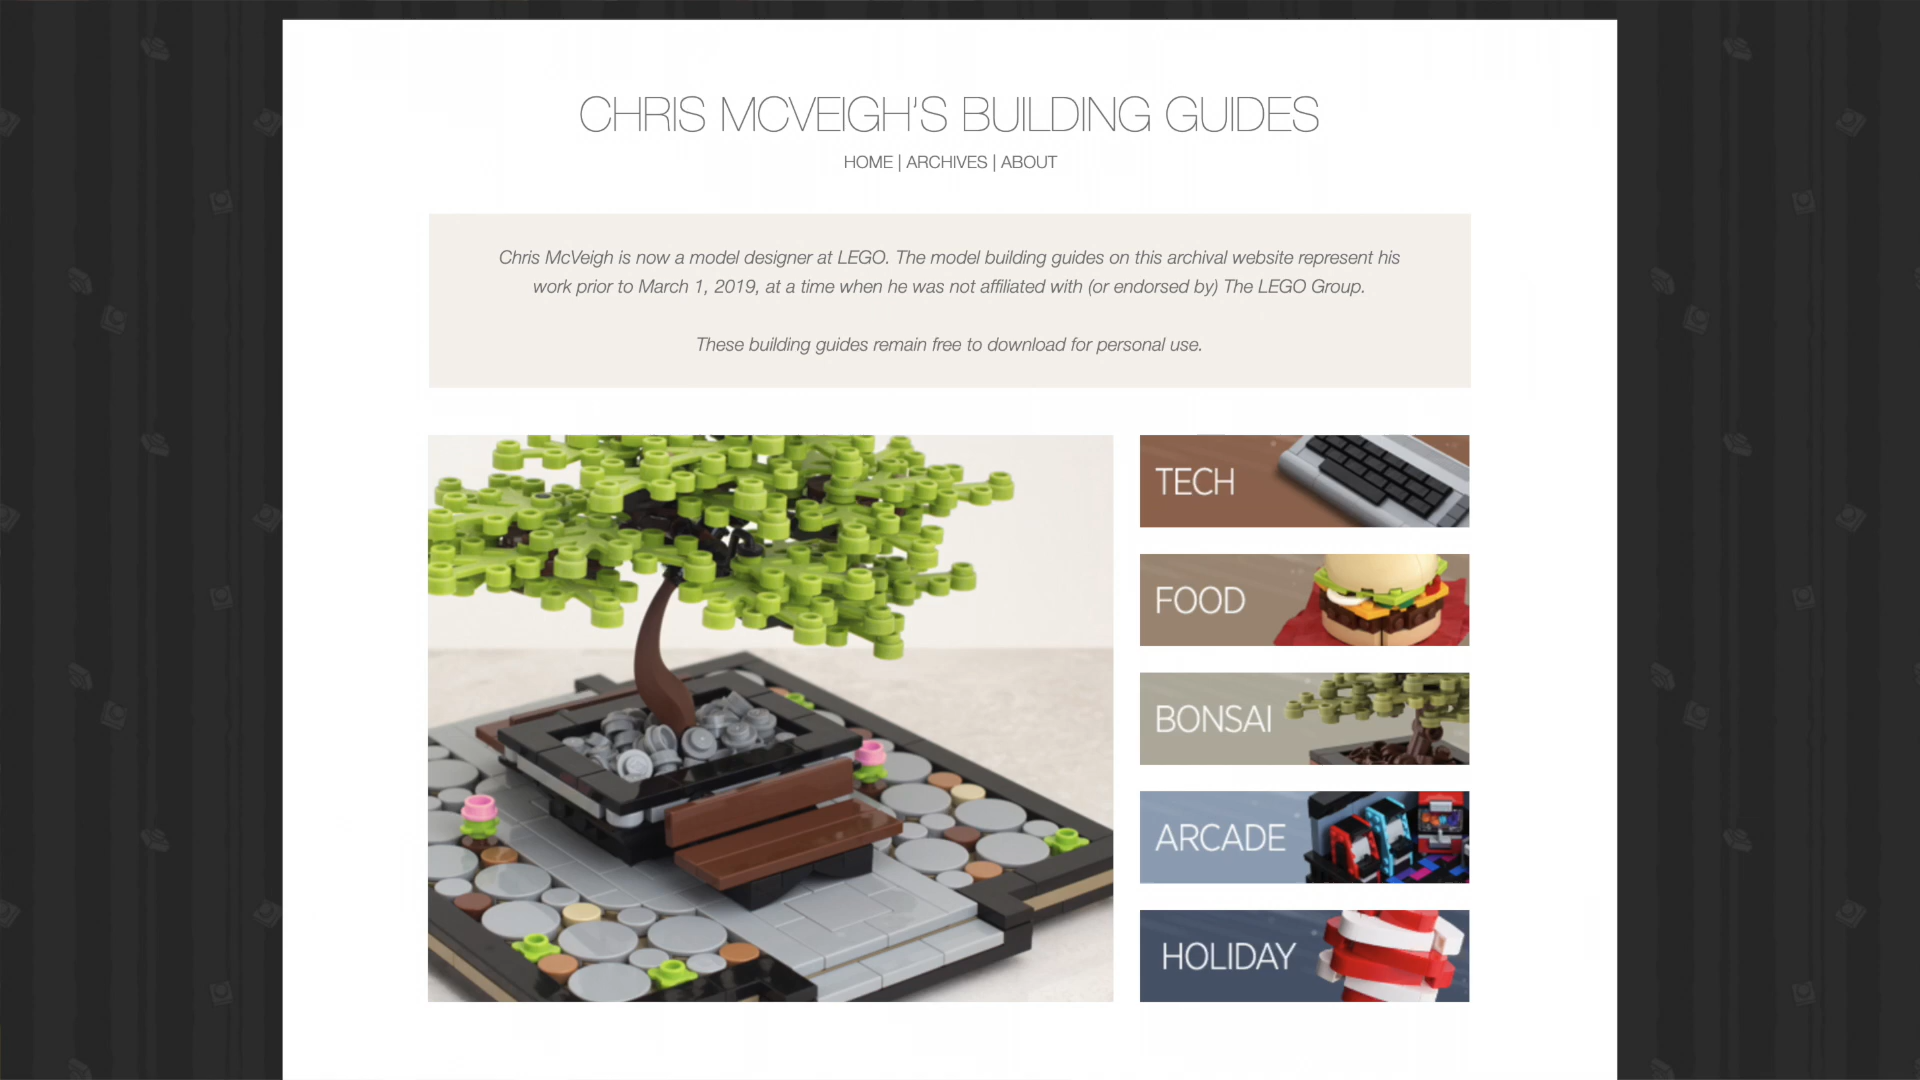 CHRIS MCVEIGH'S BUILDING GUIDES
HOME | ARCHIVES | ABOUT
Chris McVeigh is now a model designer at LEGO. The model building guides on this archival website represent his
work prior to March 1, 2019, at a time when he was not affiliated with (or endorsed by) The LEGO Group.
These building guides remain free to download for personal use.
TECH
FOOD
BONSAI
ARCADE
HOLIDAY